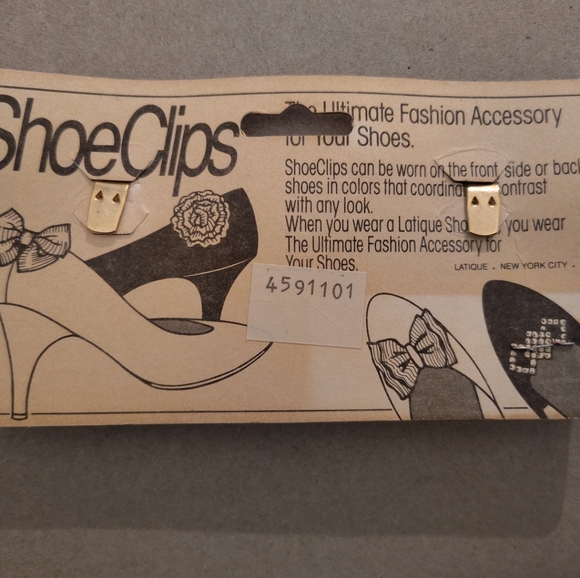 ShoeClips
The Ultimate Fashion Accessory
for Your Shoes.
ShoeClips can be worn on the front, side or back
shoes in colors that coordinat contrast
with any look.
When you wear a Latique Sho you wear
The Ultimate Fashion Accessory for
Your Shoes.
LATIQUE - NEW YORK CITY -
4591101